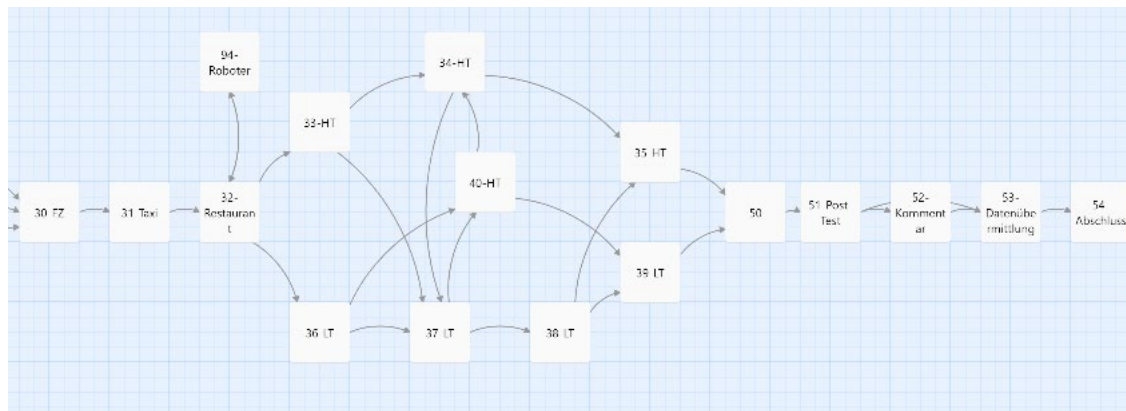 94-
Roboter
34-HT
33-HT
35 HT
40-HT
30 FZ
31 Taxi
32-
Restauran
t
50
51 Post
Test
52-
Komment
ar
53-
Datenübe
rmittlung
54
Abschluss
39 LT
36 LT
37 LT
38 LT